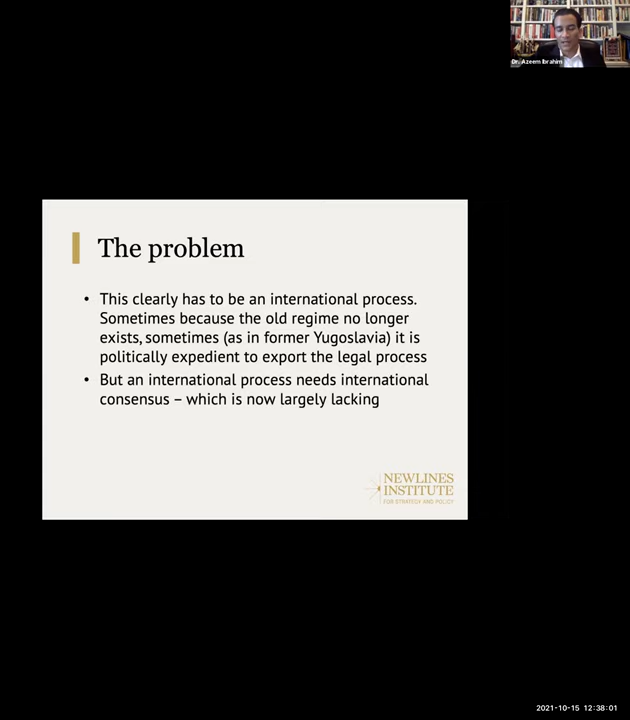 Dr. Azeem Ibrahim
The problem
• This clearly has to be an international process.
Sometimes because the old regime no longer
exists, sometimes (as in former Yugoslavia) it is
politically expedient to export the legal process
• But an international process needs international
consensus – which is now largely lacking
NEWLINES
INSTITUTE
FOR STRATEGY AND POLICY
2021-10-15 12:38:01